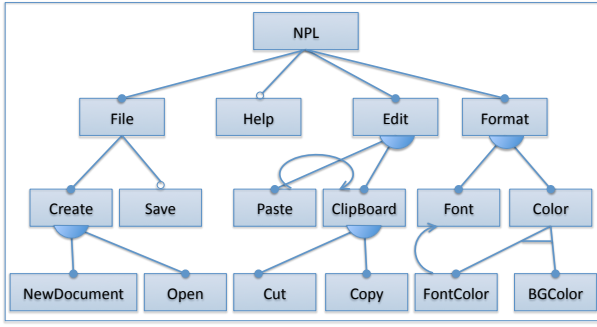 NPL
File Help Edit Format
Create Save Paste ClipBoard Font Color
NewDocument Open Cut Copy FontColor BGColor